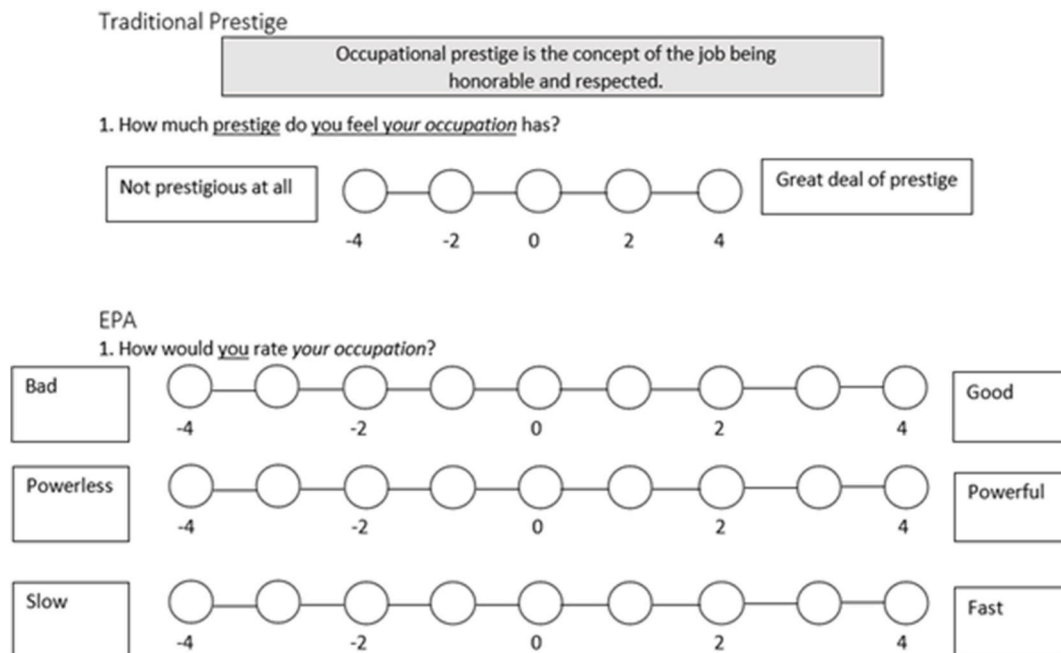 Traditional Prestige
Occupational prestige is the concept of the job being
honorable and respected.
1. How much prestige do you feel your occupation has?
Not prestigious at all
Great deal of prestige
-4 -2 0 2 4
EPA
1. How would you rate your occupation?
Bad
Good
-4 -2 0 2 4
Powerless
Powerful
-4 -2 0 2 4
Slow
Fast
-4 -2 0 2 4